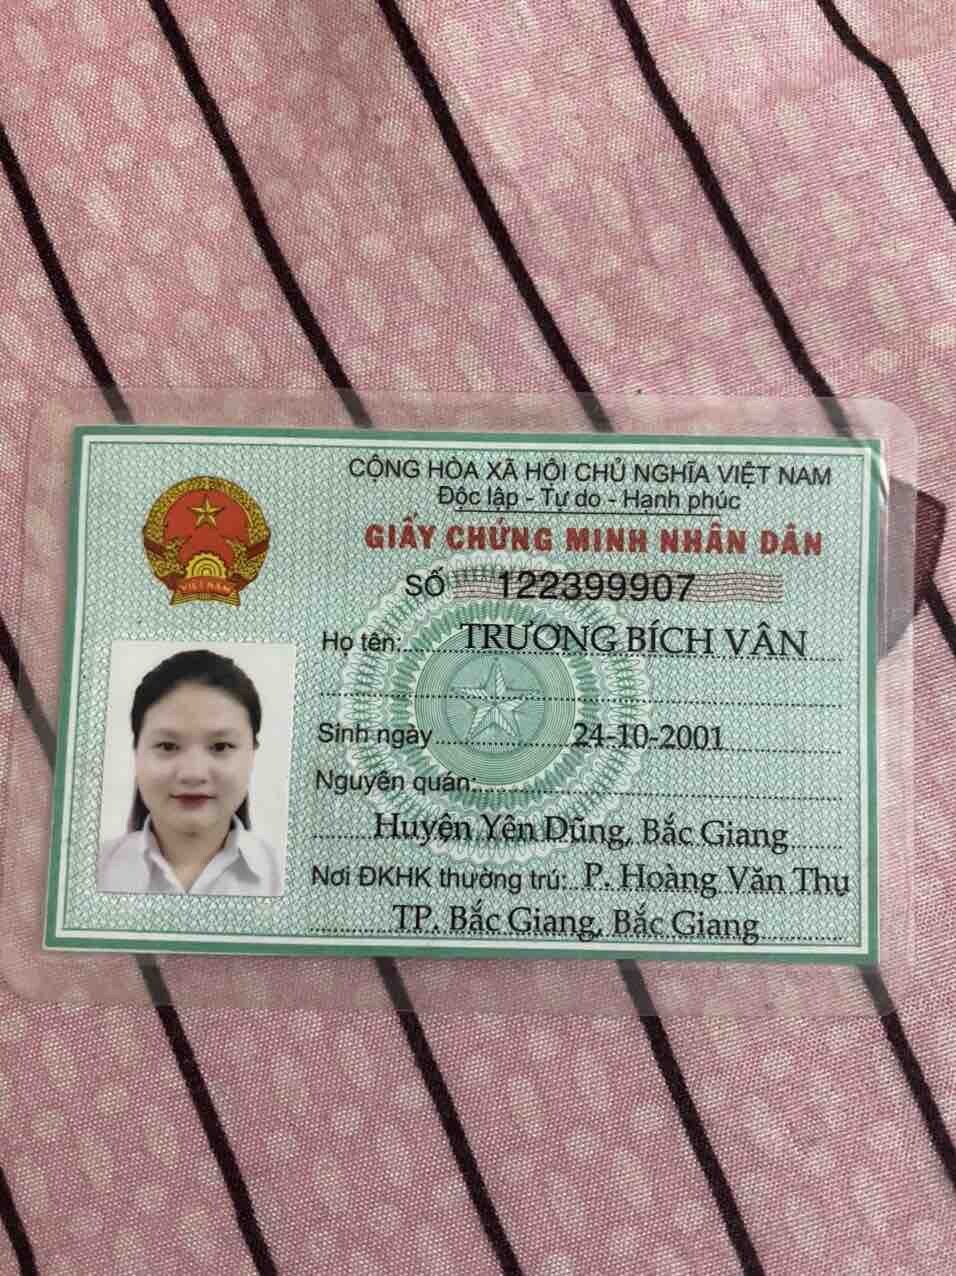 CỘNG HÒA XÃ HỘI CHỦ NGHĨA VIỆT NAM
Độc lập - Tự do - Hạnh phúc
GIẤY CHỨNG MINH NHÂN DÂN
SỐ 122399907
VIỆT NAM
Họ tên: TRƯƠNG BÍCH VÂN
Sinh ngày 24-10-2001
Nguyên quán:
Huyện Yên Dũng, Bắc Giang
Nơi ĐKHK thường trú: P. Hoàng Văn Thụ
TP. Bắc Giang, Bắc Giang